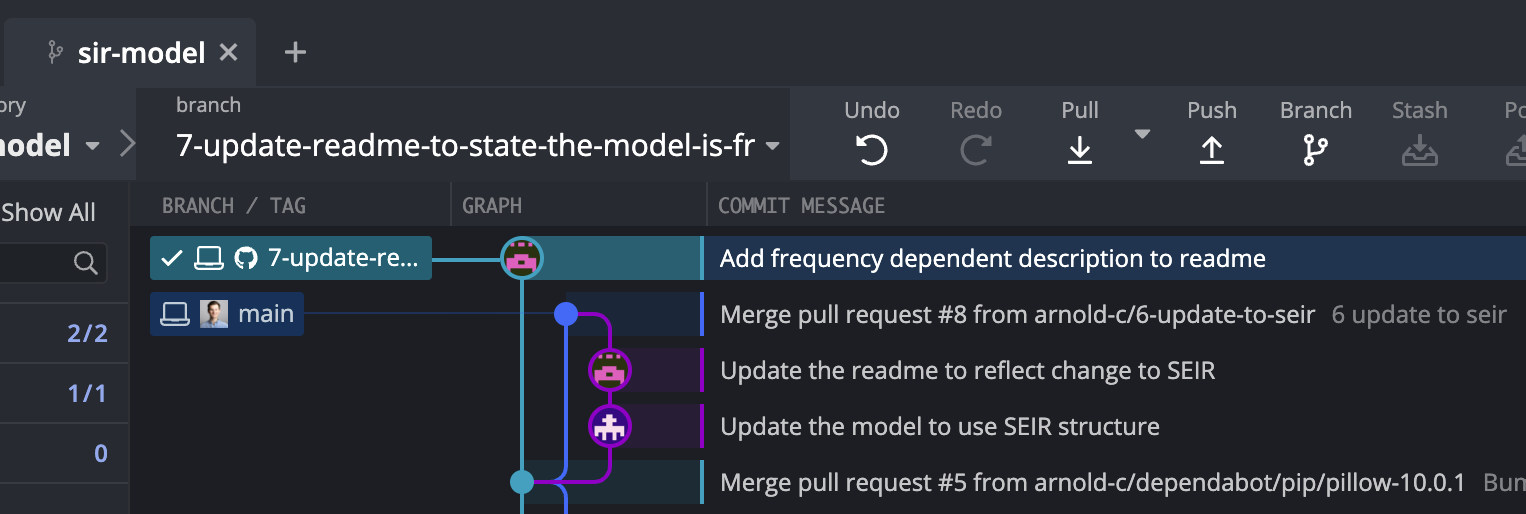 sir-model
branch
7-update-readme-to-state-the-model-is-fr
Undo
Redo
Pull
Push
Branch
Stash
Show All
BRANCH / TAG
GRAPH
COMMIT MESSAGE
7-update-re...
Add frequency dependent description to readme
main
Merge pull request #8 from arnold-c/6-update-to-seir 6 update to seir
2/2
Update the readme to reflect change to SEIR
1/1
Update the model to use SEIR structure
0
Merge pull request #5 from arnold-c/dependabot/pip/pillow-10.0.1